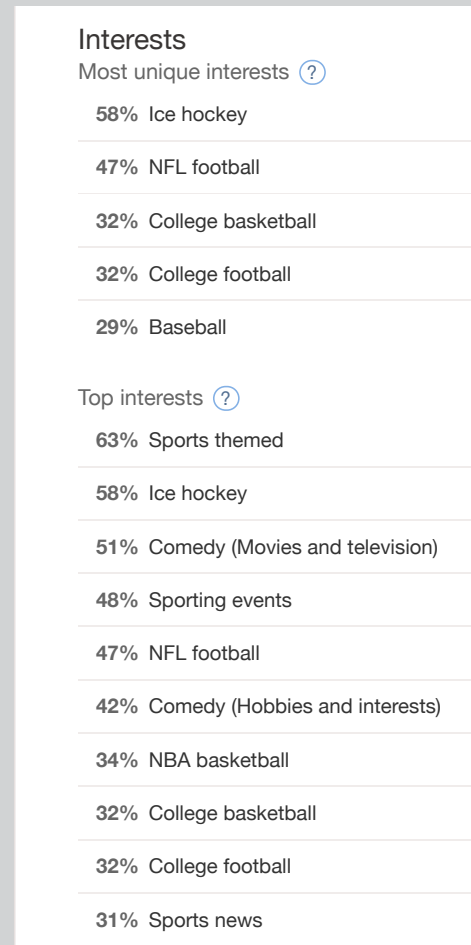 Interests
Most unique interests ?
58% Ice hockey
47% NFL football
32% College basketball
32% College football
29% Baseball
Top interests ?
63% Sports themed
58% Ice hockey
51% Comedy (Movies and television)
48% Sporting events
47% NFL football
42% Comedy (Hobbies and interests)
34% NBA basketball
32% College basketball
32% College football
31% Sports news